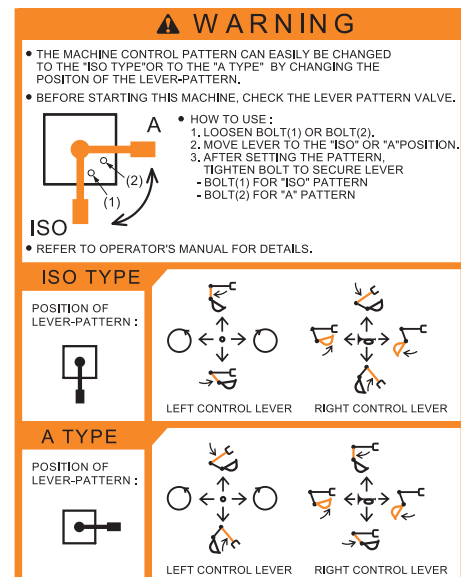 WARNING
• THE MACHINE CONTROL PATTERN CAN EASILY BE CHANGED
TO THE "ISO TYPE"OR TO THE "A TYPE" BY CHANGING THE
POSITON OF THE LEVER-PATTERN.
• BEFORE STARTING THIS MACHINE, CHECK THE LEVER PATTERN VALVE.
A
(2)
(1)
ISO
• HOW TO USE :
1. LOOSEN BOLT(1) OR BOLT(2).
2. MOVE LEVER TO THE "ISO" OR "A"POSITION.
3. AFTER SETTING THE PATTERN,
TIGHTEN BOLT TO SECURE LEVER
- BOLT(1) FOR "ISO" PATTERN
- BOLT(2) FOR "A" PATTERN
• REFER TO OPERATOR'S MANUAL FOR DETAILS.
ISO TYPE
POSITION OF
LEVER-PATTERN :
LEFT CONTROL LEVER
RIGHT CONTROL LEVER
A TYPE
POSITION OF
LEVER-PATTERN :
LEFT CONTROL LEVER
RIGHT CONTROL LEVER